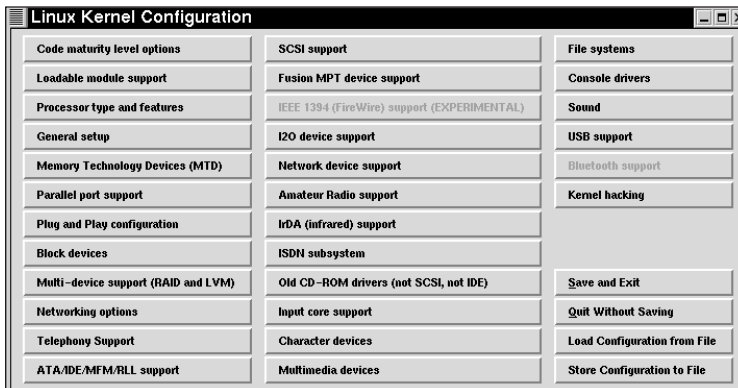 Linux Kernel Configuration
Code maturity level options
Loadable module support
Processor type and features
General setup
Memory Technology Devices (MTD)
Parallel port support
Plug and Play configuration
Block devices
Multi-device support (RAID and LVM)
Networking options
Telephony Support
ATA/IDE/MFM/RLL support
SCSI support
Fusion MPT device support
IEEE 1394 (FireWire) support (EXPERIMENTAL)
I2O device support
Network device support
Amateur Radio support
IrDA (infrared) support
ISDN subsystem
Old CD-ROM drivers (not SCSI, not IDE)
Input core support
Character devices
Multimedia devices
File systems
Console drivers
Sound
USB support
Bluetooth support
Kernel hacking
Save and Exit
Quit Without Saving
Load Configuration from File
Store Configuration to File